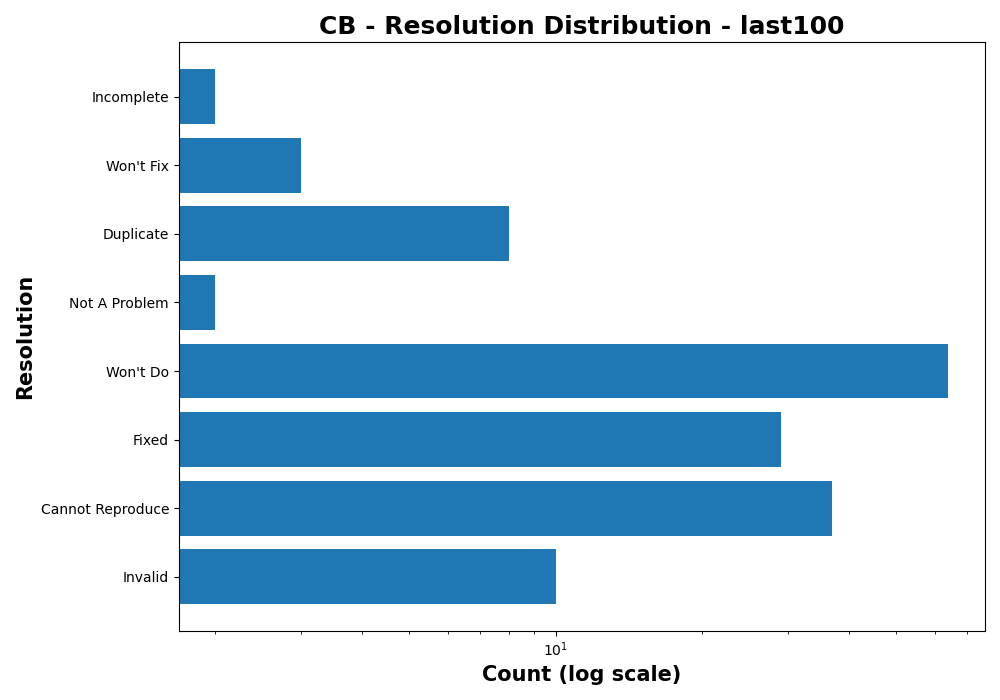 CB - Resolution Distribution - last100
Incomplete
Won't Fix
Duplicate
Not A Problem
Won't Do
Fixed
Cannot Reproduce
Invalid
Resolution
10¹
Count (log scale)